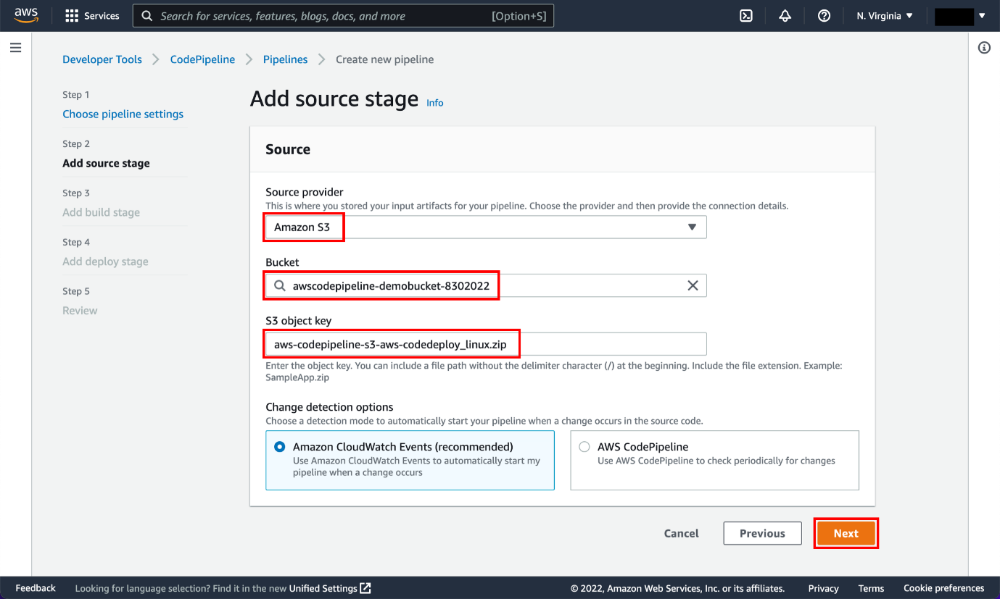 aws
Services
Search for services, features, blogs, docs, and more [Option+S]
N. Virginia
Developer Tools
CodePipeline
Pipelines
Create new pipeline
Step 1
Choose pipeline settings
Step 2
Add source stage
Step 3
Add build stage
Step 4
Add deploy stage
Step 5
Review
Add source stage Info
Source
Source provider
This is where you stored your input artifacts for your pipeline. Choose the provider and then provide the connection details.
Amazon S3
Bucket
awscodepipeline-demobucket-8302022
S3 object key
aws-codepipeline-s3-aws-codedeploy_linux.zip
Enter the object key. You can include a file path without the delimiter character (/) at the beginning. Include the file extension. Example:
SampleApp.zip
Change detection options
Choose a detection mode to automatically start your pipeline when a change occurs in the source code.
Amazon CloudWatch Events (recommended)
Use Amazon CloudWatch Events to automatically start my
pipeline when a change occurs
AWS CodePipeline
Use AWS CodePipeline to check periodically for changes
Cancel
Previous
Next
Feedback
Looking for language selection? Find it in the new Unified Settings
© 2022, Amazon Web Services, Inc. or its affiliates.
Privacy
Terms
Cookie preferences